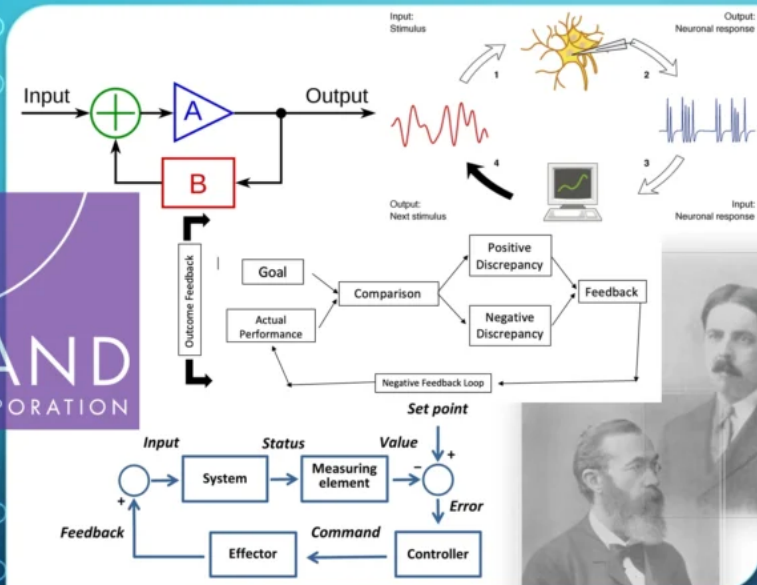 Input:
Stimulus
Output:
Neuronal response
1
2
Input
A
Output
B
4
3
Output:
Next stimulus
Input:
Neuronal response
Outcome Feedback
Goal
Actual
Performance
Comparison
Positive
Discrepancy
Negative
Discrepancy
Feedback
Negative Feedback Loop
AND
PORATION
Set point
Input
Status
Value
+
System
Measuring
element
−
+
Error
Feedback
Command
Effector
Controller